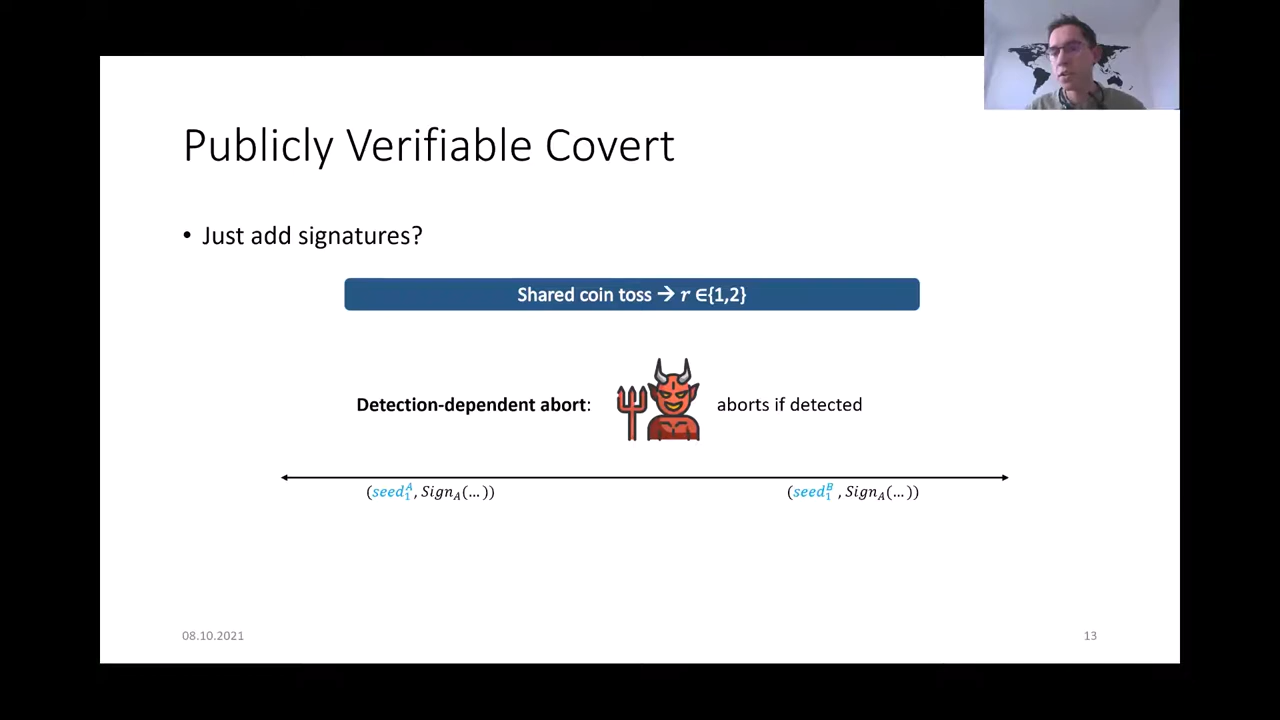 Publicly Verifiable Covert
• Just add signatures?
Shared coin toss → r ∈{1,2}
Detection-dependent abort: aborts if detected
(seed₁ᴬ, Sign_A(…)) (seed₁ᴮ , Sign_A(…))
08.10.2021 13